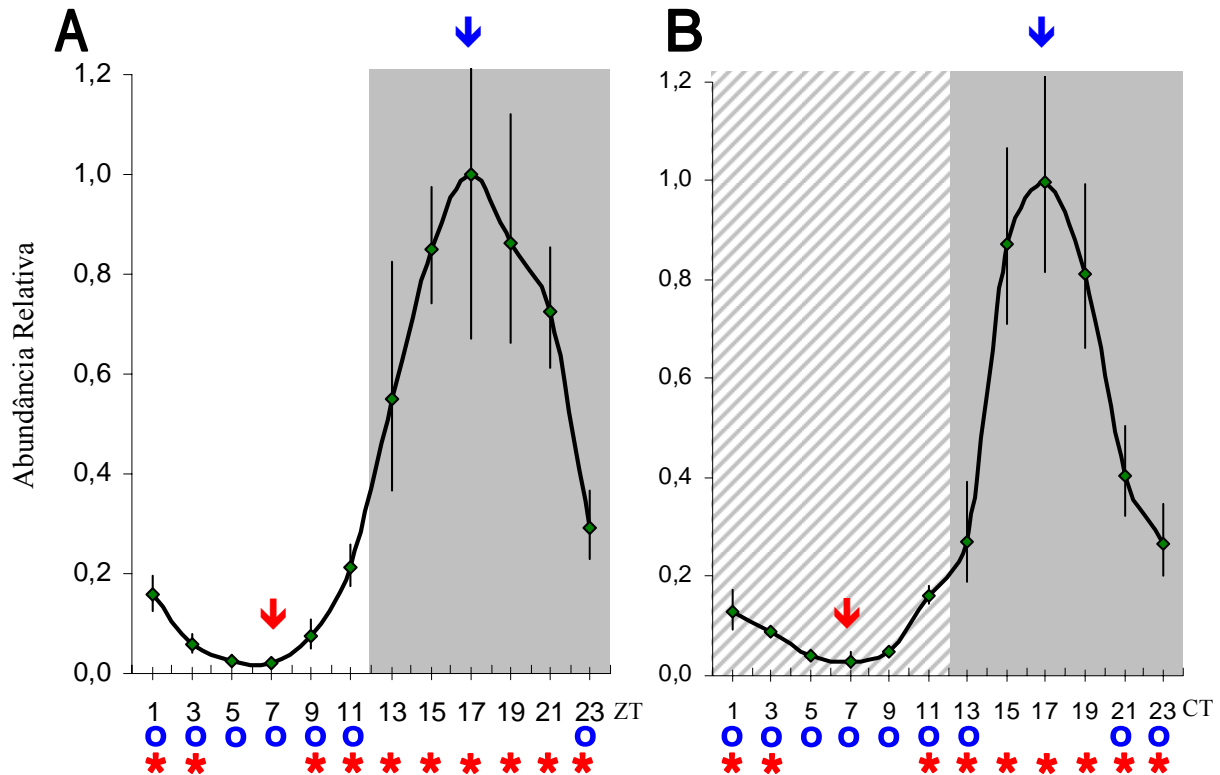 A
B
Abundância Relativa
1,2
1,0
0,8
0,6
0,4
0,2
0,0
1 3 5 7 9 11 13 15 17 19 21 23 ZT
o o o o o o o
* * * * * * * * * *
1,2
1,0
0,8
0,6
0,4
0,2
0,0
1 3 5 7 9 11 13 15 17 19 21 23 CT
o o o o o o o o o
* * * * * * * * *